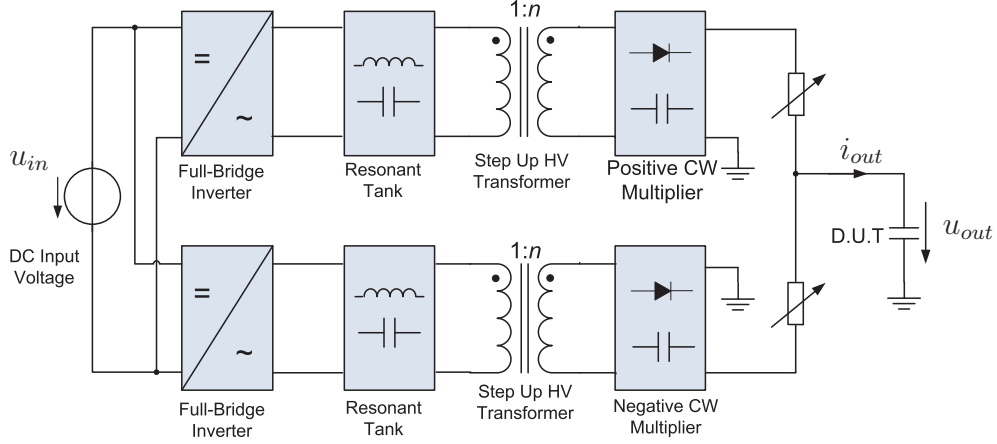 1:n
=
~
Full-Bridge
Inverter
Resonant
Tank
Step Up HV
Transformer
Positive CW
Multiplier
u_in
DC Input
Voltage
i_out
D.U.T
u_out
1:n
=
~
Full-Bridge
Inverter
Resonant
Tank
Step Up HV
Transformer
Negative CW
Multiplier